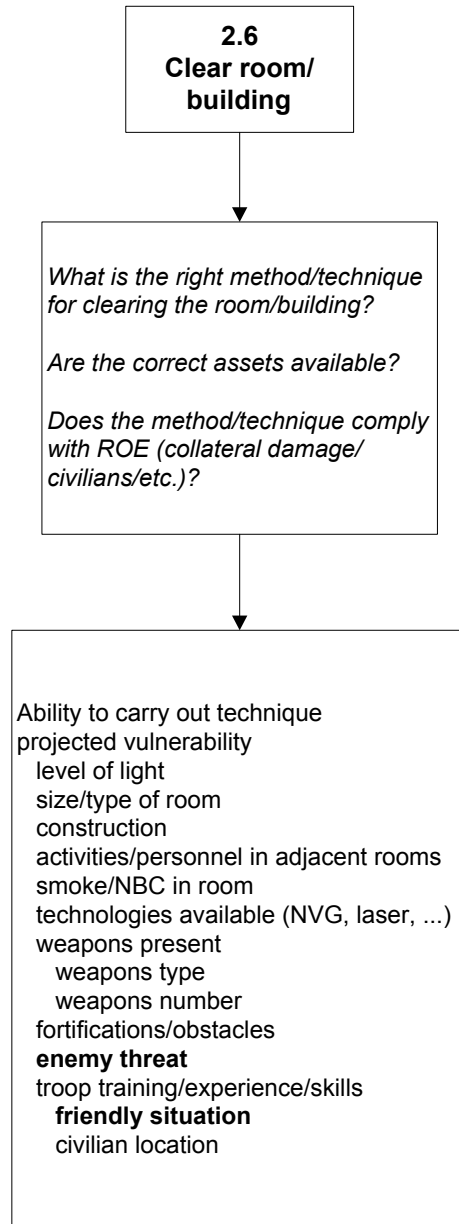 2.6
Clear room/
building
What is the right method/technique
for clearing the room/building?
Are the correct assets available?
Does the method/technique comply
with ROE (collateral damage/
civilians/etc.)?
Ability to carry out technique
projected vulnerability
level of light
size/type of room
construction
activities/personnel in adjacent rooms
smoke/NBC in room
technologies available (NVG, laser, ...)
weapons present
weapons type
weapons number
fortifications/obstacles
enemy threat
troop training/experience/skills
friendly situation
civilian location